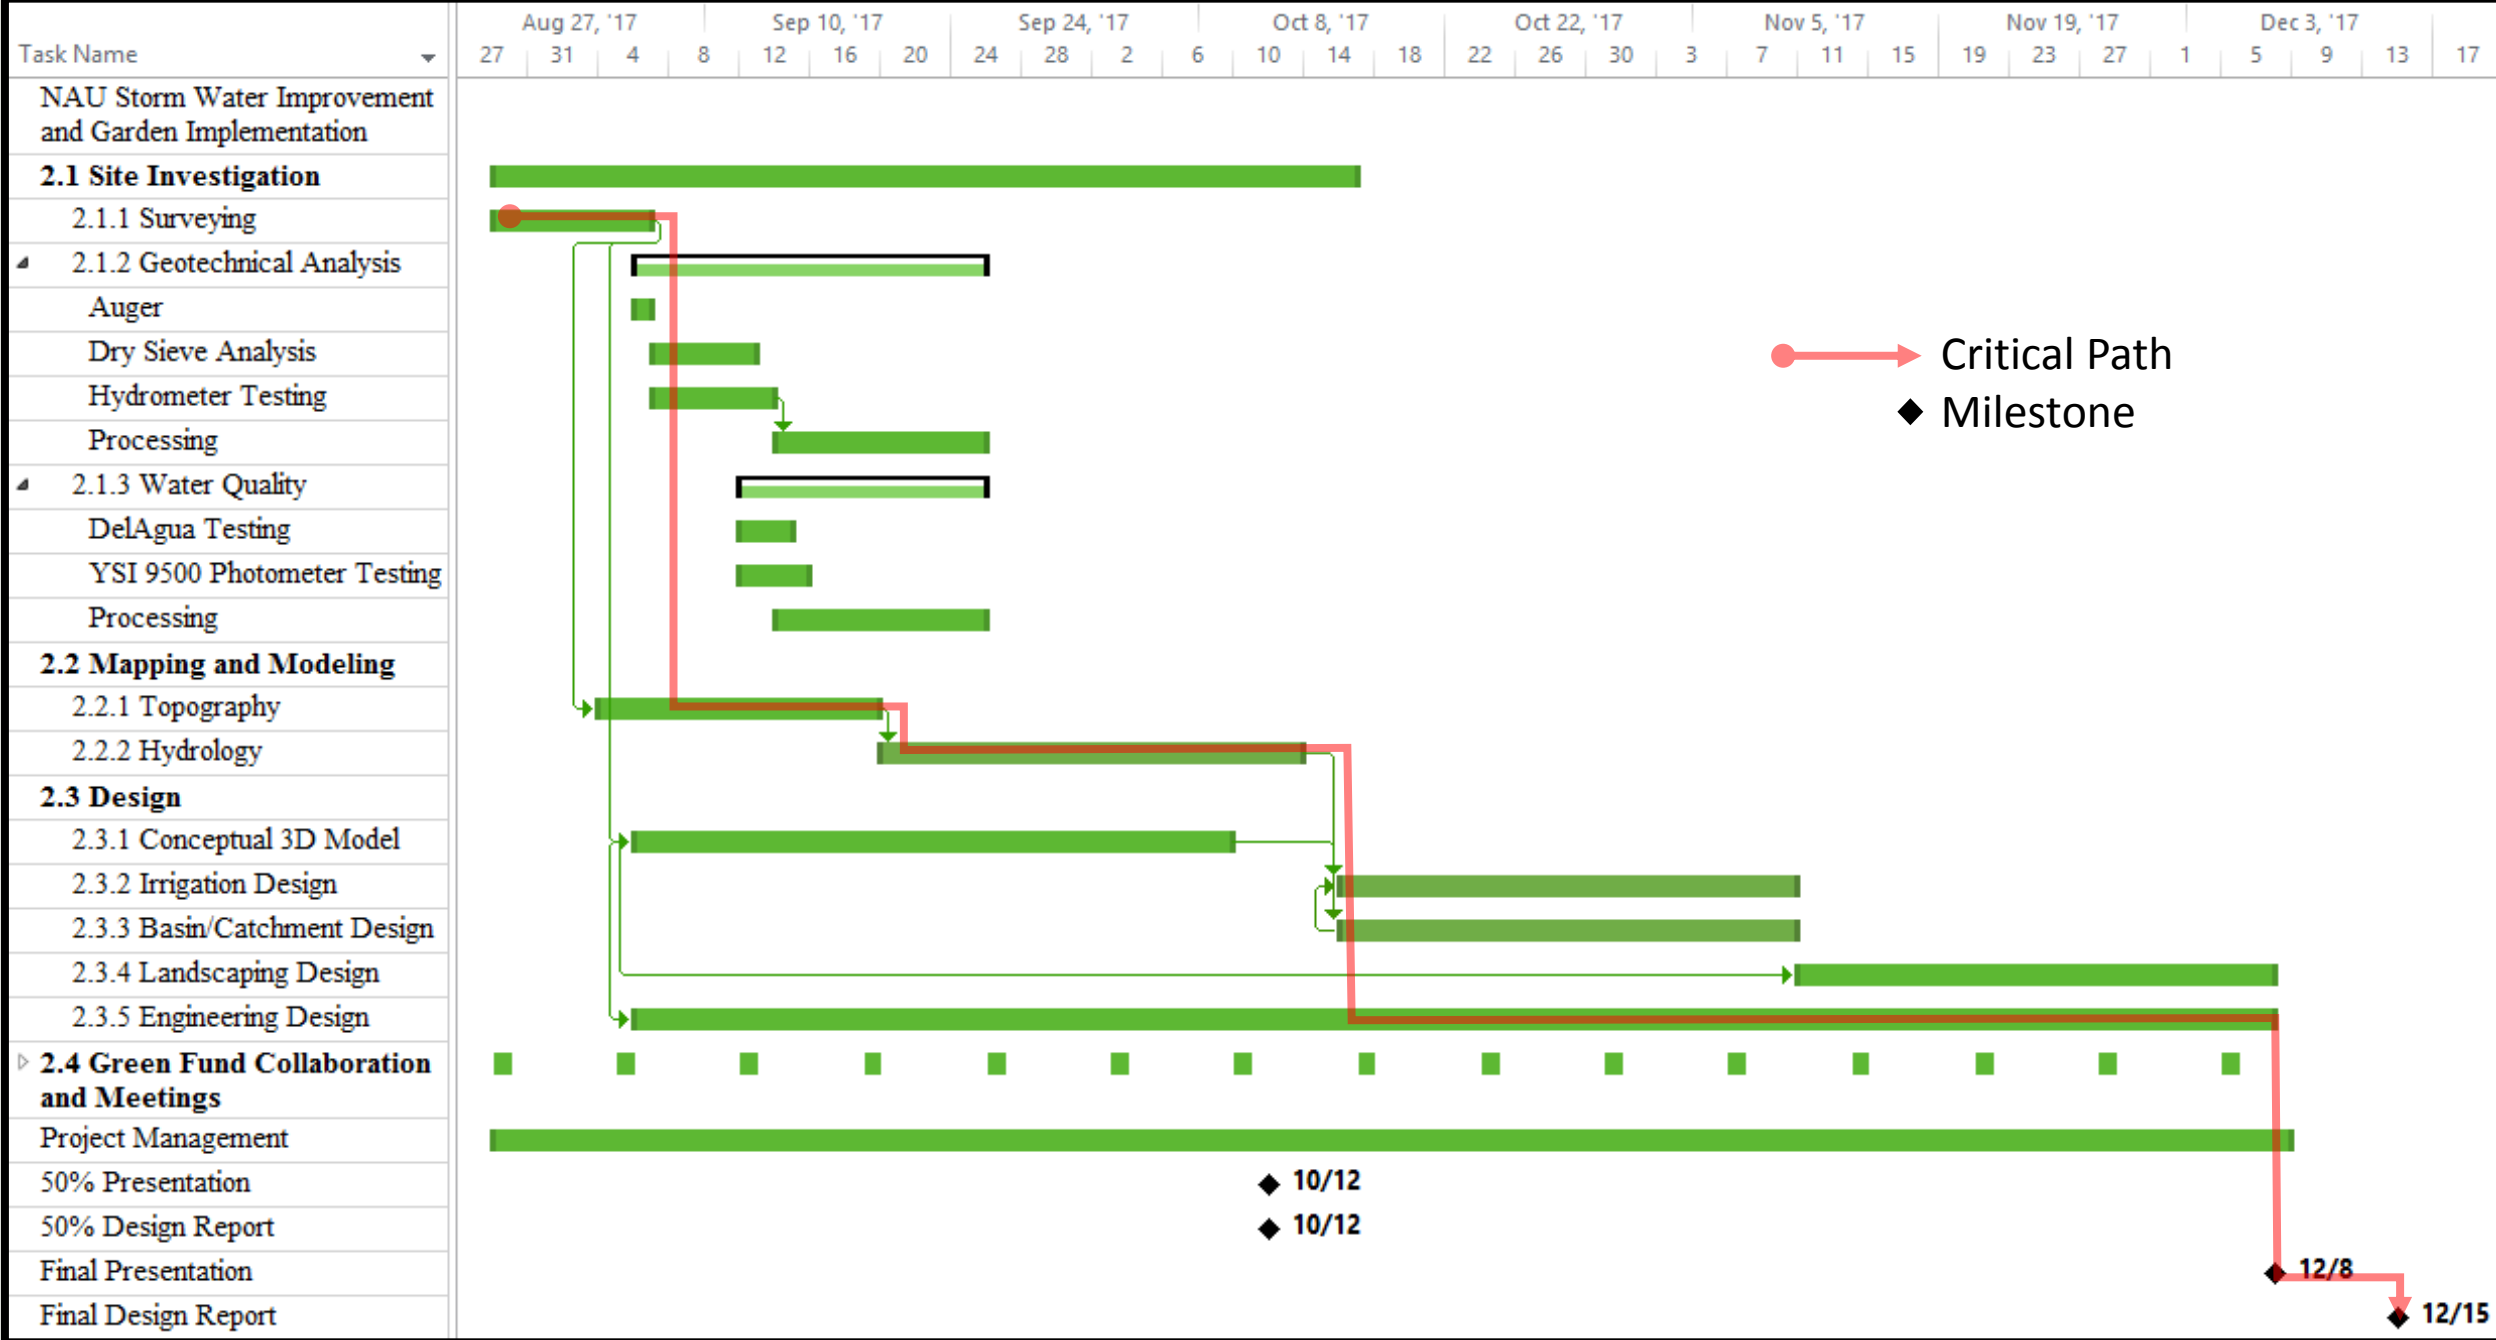 Aug 27, '17 Sep 10, '17 Sep 24, '17 Oct 8, '17 Oct 22, '17 Nov 5, '17 Nov 19, '17 Dec 3, '17
Task Name 27 31 4 8 12 16 20 24 28 2 6 10 14 18 22 26 30 3 7 11 15 19 23 27 1 5 9 13 17
NAU Storm Water Improvement
and Garden Implementation
2.1 Site Investigation
2.1.1 Surveying
2.1.2 Geotechnical Analysis
Auger
Dry Sieve Analysis
Critical Path
Hydrometer Testing
Milestone
Processing
2.1.3 Water Quality
DelAgua Testing
YSI 9500 Photometer Testing
Processing
2.2 Mapping and Modeling
2.2.1 Topography
2.2.2 Hydrology
2.3 Design
2.3.1 Conceptual 3D Model
2.3.2 Irrigation Design
2.3.3 Basin/Catchment Design
2.3.4 Landscaping Design
2.3.5 Engineering Design
2.4 Green Fund Collaboration
and Meetings
Project Management
50% Presentation 10/12
50% Design Report 10/12
Final Presentation 12/8
Final Design Report 12/15